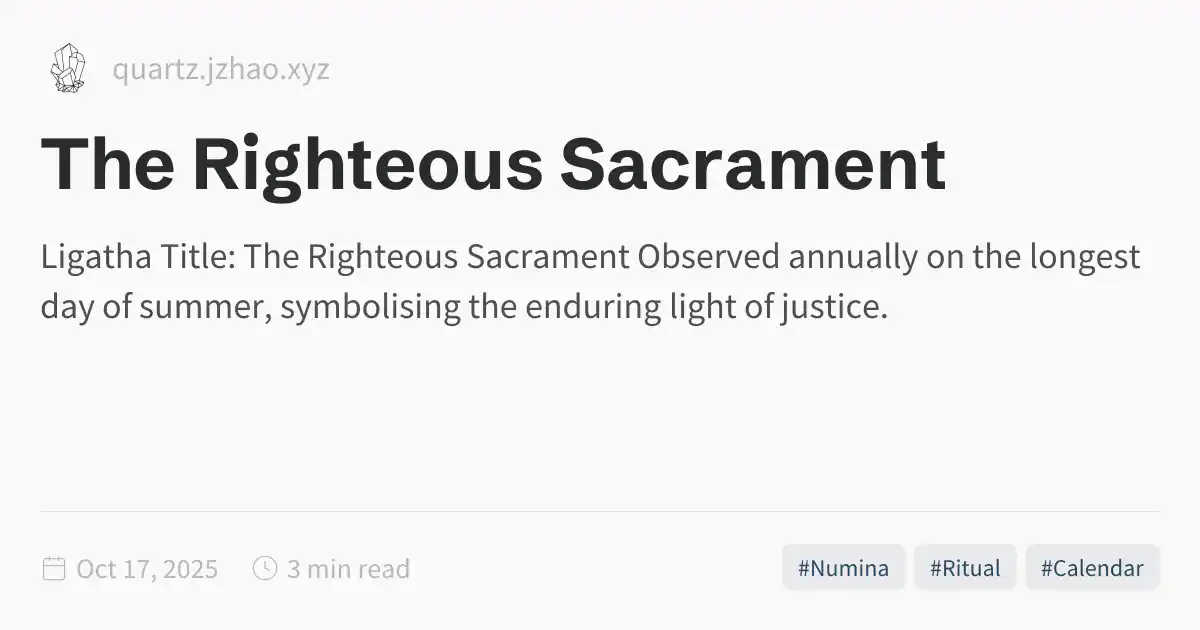 quartz.jzhao.xyz
The Righteous Sacrament
Ligatha Title: The Righteous Sacrament Observed annually on the longest
day of summer, symbolising the enduring light of justice.
Oct 17, 2025 3 min read #Numina #Ritual #Calendar